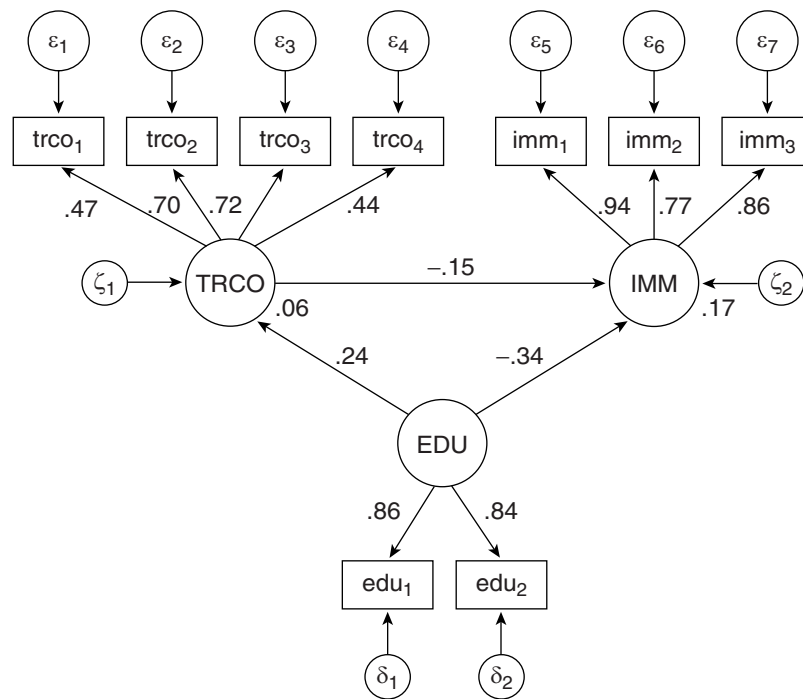 ε₁ ε₂ ε₃ ε₄ ε₅ ε₆ ε₇
trco₁ trco₂ trco₃ trco₄ imm₁ imm₂ imm₃
.47 .70 .72 .44 .94 .77 .86
ζ₁ TRCO –.15 IMM ζ₂
.06 .17
.24 –.34
EDU
.86 .84
edu₁ edu₂
δ₁ δ₂